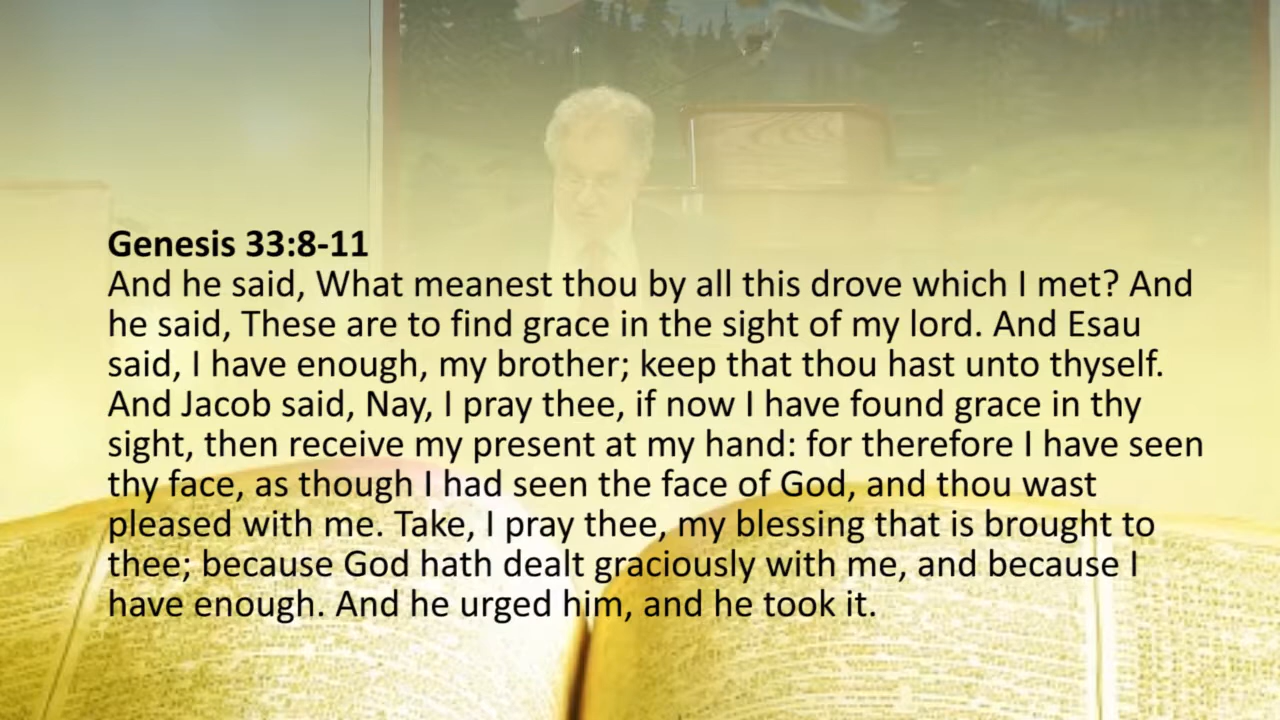 Genesis 33:8-11
And he said, What meanest thou by all this drove which I met? And
he said, These are to find grace in the sight of my lord. And Esau
said, I have enough, my brother; keep that thou hast unto thyself.
And Jacob said, Nay, I pray thee, if now I have found grace in thy
sight, then receive my present at my hand: for therefore I have seen
thy face, as though I had seen the face of God, and thou wast
pleased with me. Take, I pray thee, my blessing that is brought to
thee; because God hath dealt graciously with me, and because I
have enough. And he urged him, and he took it.